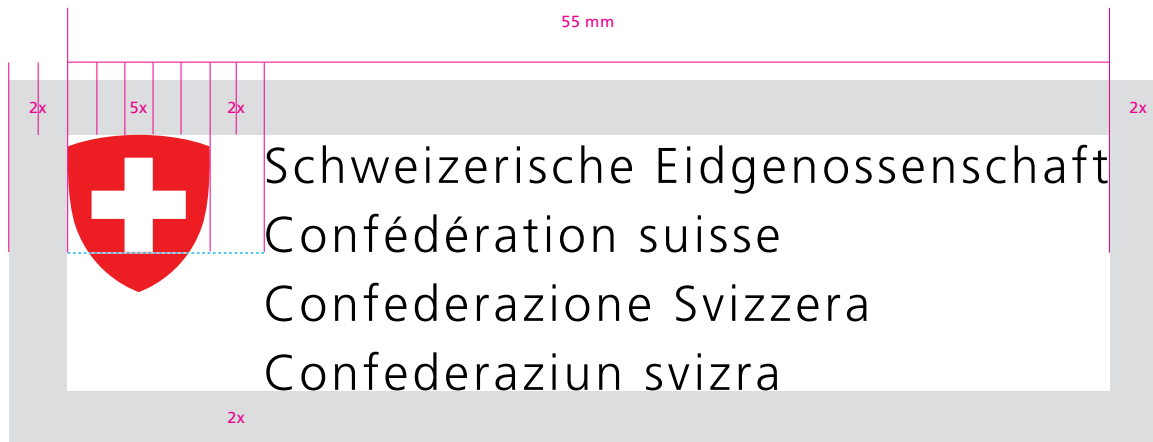 55 mm
2x 5x 2x 2x
Schweizerische Eidgenossenschaft
Confédération suisse
Confederazione Svizzera
Confederaziun svizra
2x